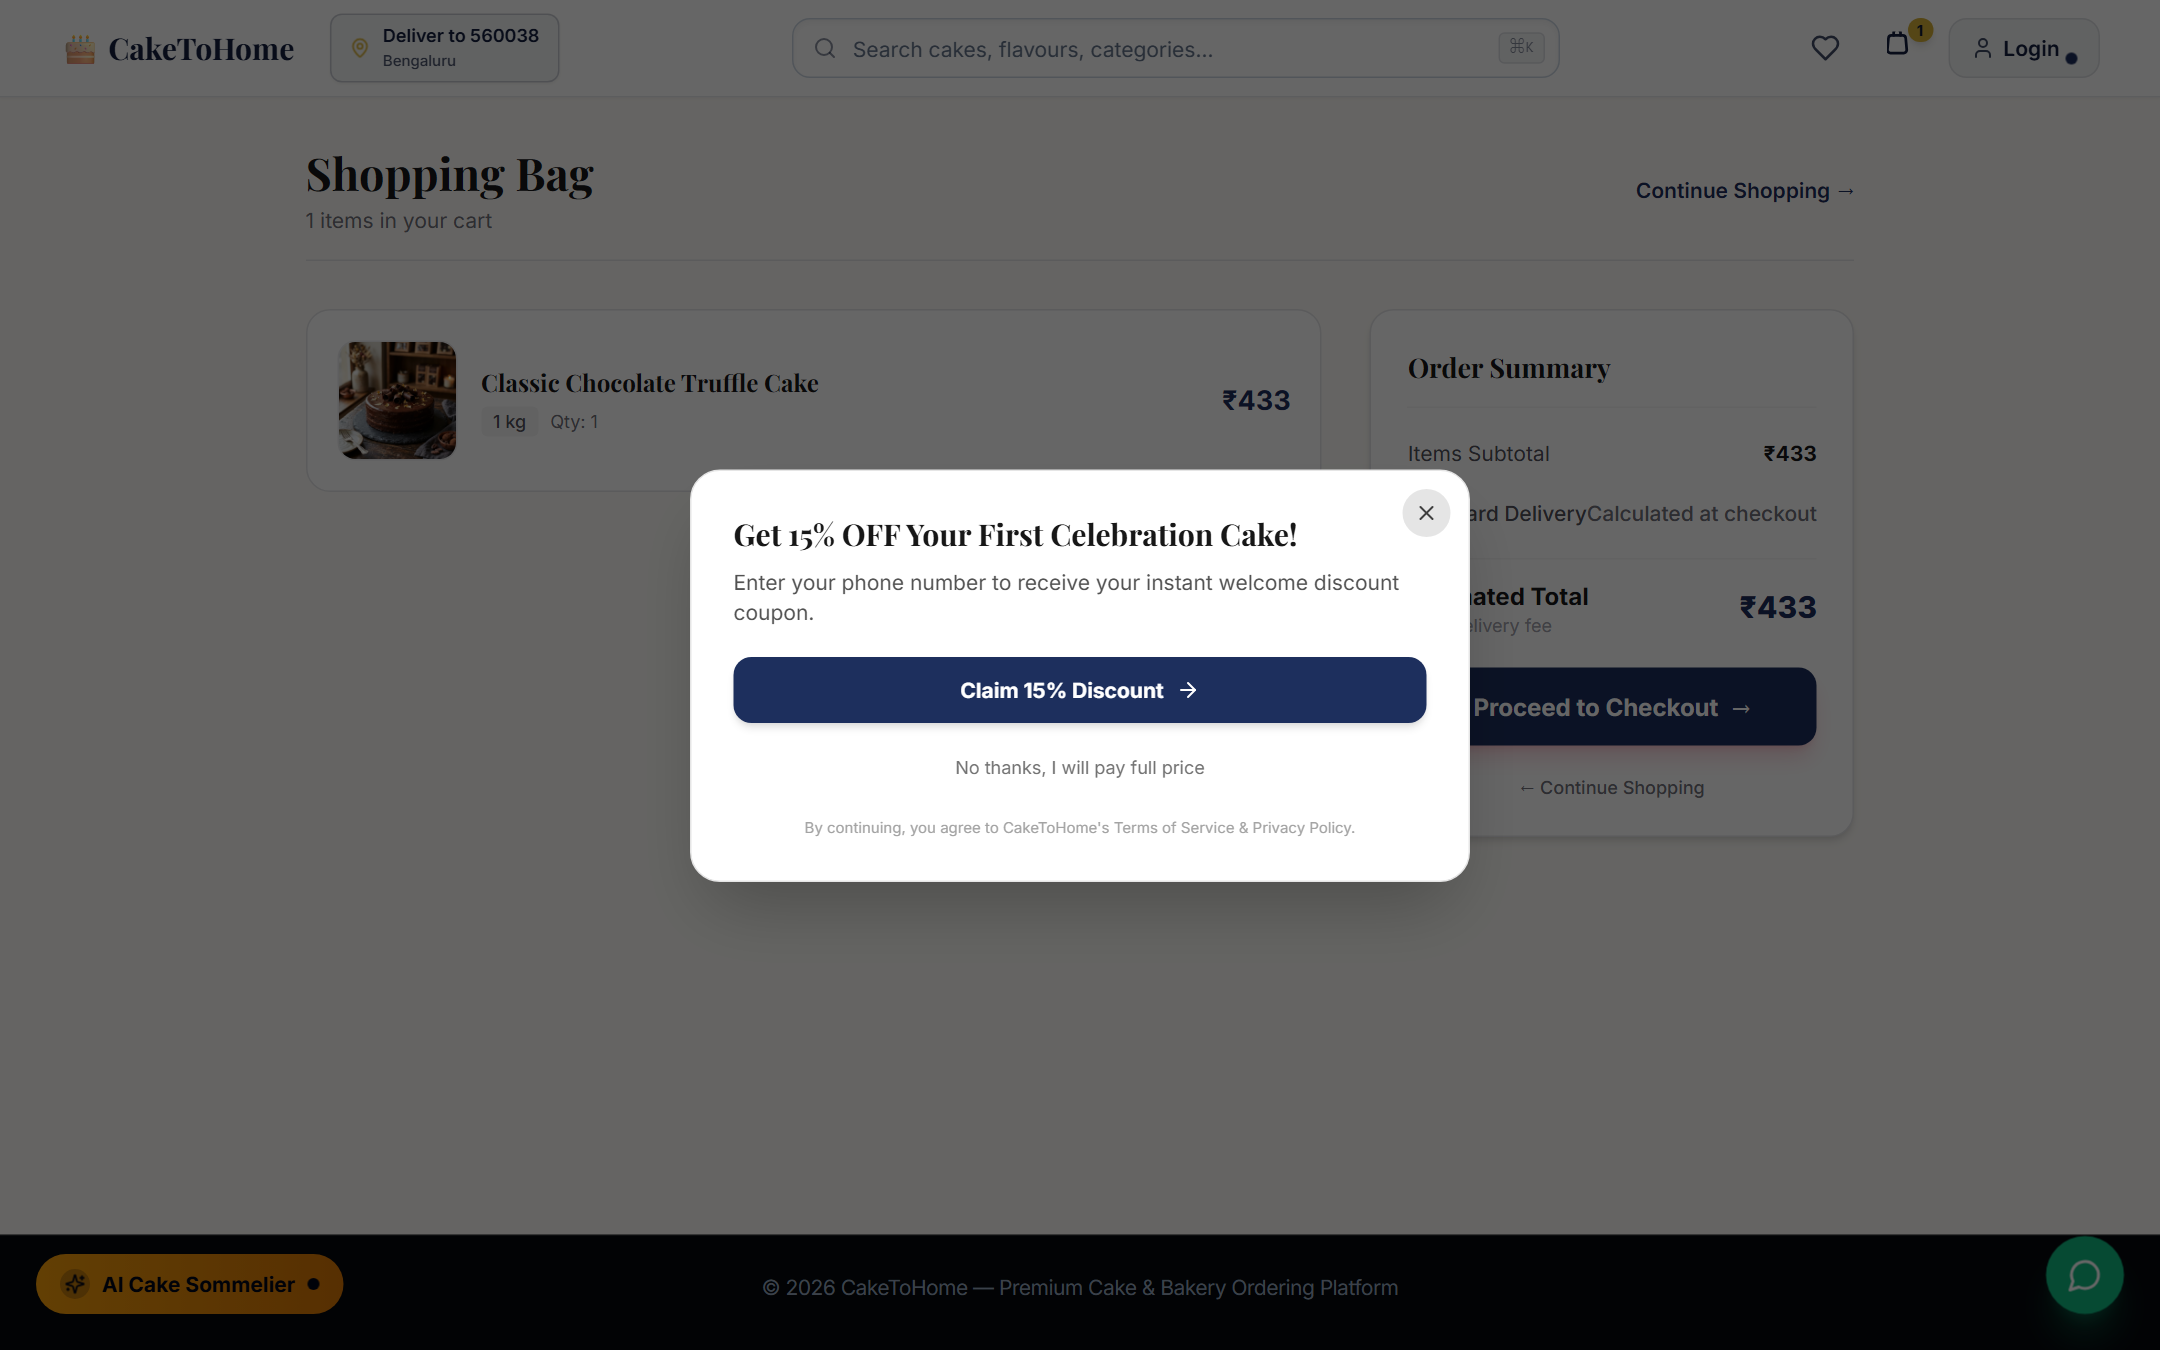 CakeToHome
Deliver to 560038
Bengaluru
Search cakes, flavours, categories...
⌘K
1
Login
Shopping Bag
1 items in your cart
Continue Shopping →
Classic Chocolate Truffle Cake
1 kg
Qty: 1
₹433
Order Summary
Items Subtotal
₹433
Delivery
Calculated at checkout
Total
₹433
fee
Proceed to Checkout →
← Continue Shopping
Get 15% OFF Your First Celebration Cake!
Enter your phone number to receive your instant welcome discount
coupon.
Claim 15% Discount →
No thanks, I will pay full price
By continuing, you agree to CakeToHome's Terms of Service & Privacy Policy.
AI Cake Sommelier
© 2026 CakeToHome — Premium Cake & Bakery Ordering Platform